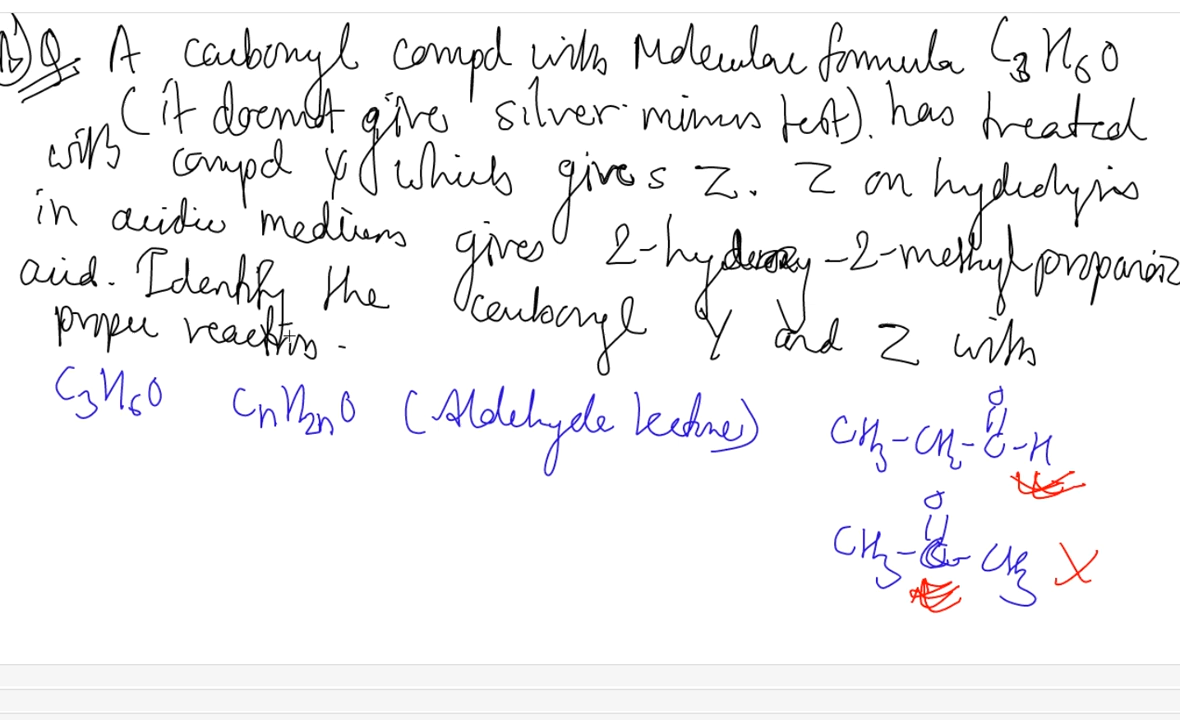 Q. A carbonyl compd with Molecular formula C3H6O
(it doesn't give silver mirror test). has treated
with compd Y which gives Z. Z on hydrolysis
in acidic medium gives 2-hydroxy-2-methyl propanoic
acid. Identify the carbonyl Y and Z with
proper reaction.
C3H6O CnH2nO (Aldehyde ketone) CH3-CH2-C-H
O
O
CH3-C-CH3 X